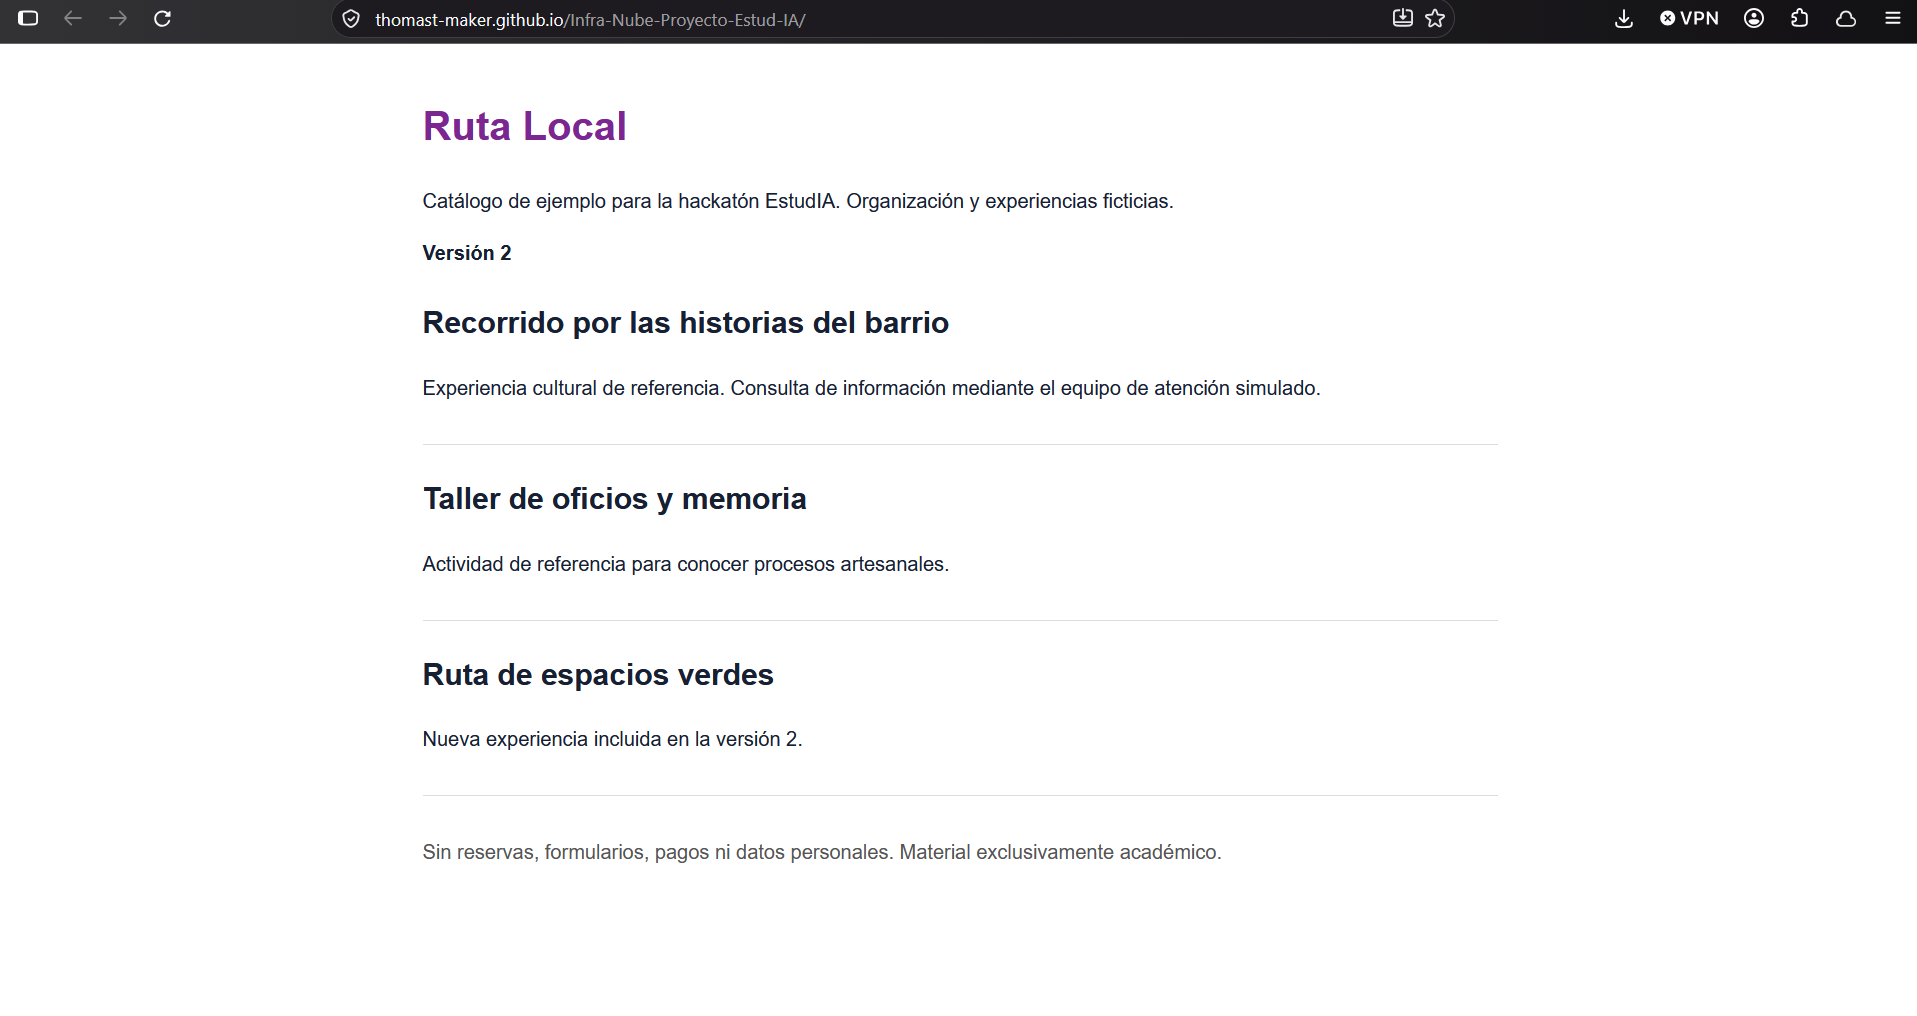 thomast-maker.github.io/Infra-Nube-Proyecto-Estud-IA/
VPN
Ruta Local
Catálogo de ejemplo para la hackatón EstudIA. Organización y experiencias ficticias.
Versión 2
Recorrido por las historias del barrio
Experiencia cultural de referencia. Consulta de información mediante el equipo de atención simulado.
Taller de oficios y memoria
Actividad de referencia para conocer procesos artesanales.
Ruta de espacios verdes
Nueva experiencia incluida en la versión 2.
Sin reservas, formularios, pagos ni datos personales. Material exclusivamente académico.